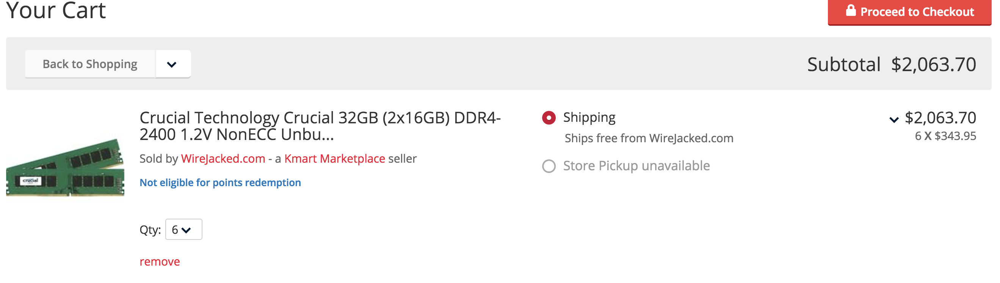 Your Cart
Proceed to Checkout
Back to Shopping
Subtotal $2,063.70
Crucial Technology Crucial 32GB (2x16GB) DDR4-
2400 1.2V NonECC Unbu...
Sold by WireJacked.com - a Kmart Marketplace seller
Not eligible for points redemption
Qty: 6
remove
Shipping
Ships free from WireJacked.com
Store Pickup unavailable
$2,063.70
6 X $343.95
crucial